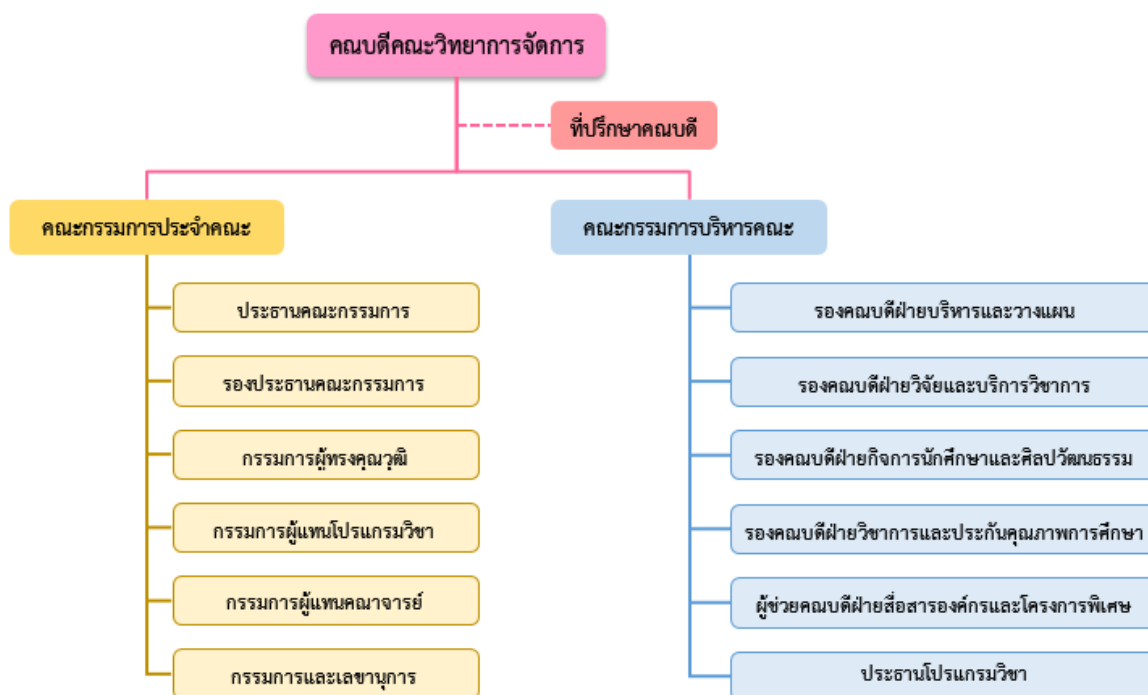 คณบดีคณะวิทยาการจัดการ
ที่ปรึกษาคณบดี
คณะกรรมการประจำคณะ
ประธานคณะกรรมการ
รองประธานคณะกรรมการ
กรรมการผู้ทรงคุณวุฒิ
กรรมการผู้แทนโปรแกรมวิชา
กรรมการผู้แทนคณาจารย์
กรรมการและเลขานุการ
คณะกรรมการบริหารคณะ
รองคณบดีฝ่ายบริหารและวางแผน
รองคณบดีฝ่ายวิจัยและบริการวิชาการ
รองคณบดีฝ่ายกิจการนักศึกษาและศิลปวัฒนธรรม
รองคณบดีฝ่ายวิชาการและประกันคุณภาพการศึกษา
ผู้ช่วยคณบดีฝ่ายสื่อสารองค์กรและโครงการพิเศษ
ประธานโปรแกรมวิชา